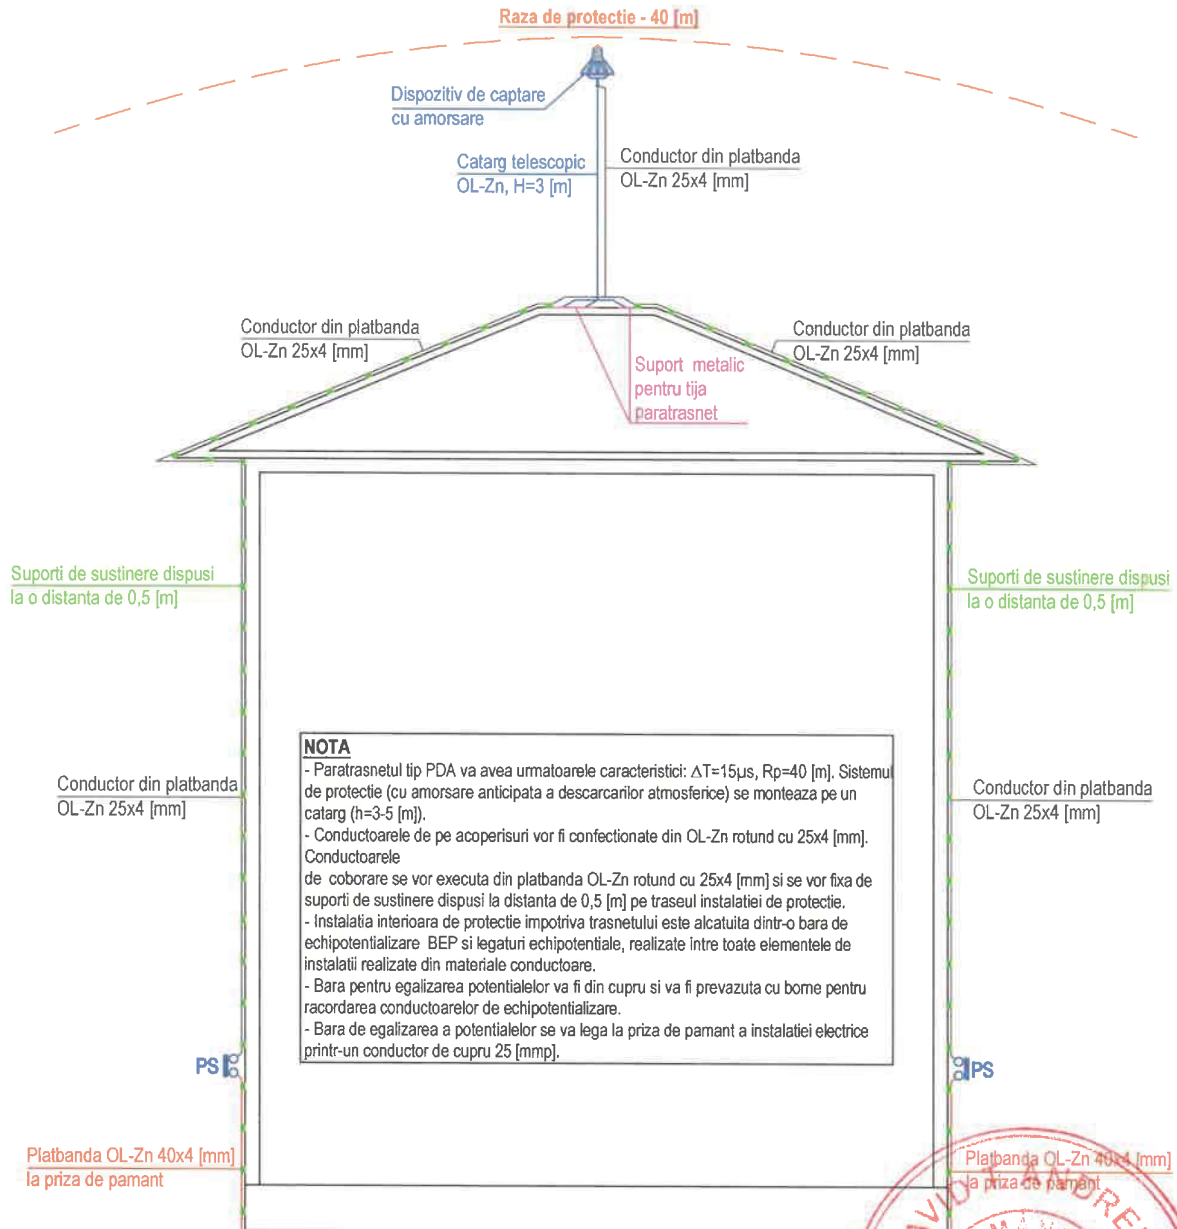 Raza de protectie - 40 [m]
Dispozitiv de captare
cu amorsare
Catarg telescopic
OL-Zn, H=3 [m]
Conductor din platbanda
OL-Zn 25x4 [mm]
Conductor din platbanda
OL-Zn 25x4 [mm]
Conductor din platbanda
OL-Zn 25x4 [mm]
Suport metalic
pentru tija
paratrasnet
Suporti de sustinere dispusi
la o distanta de 0,5 [m]
Suporti de sustinere dispusi
la o distanta de 0,5 [m]
Conductor din platbanda
OL-Zn 25x4 [mm]
Conductor din platbanda
OL-Zn 25x4 [mm]
NOTA
- Paratrasnetul tip PDA va avea urmatoarele caracteristici: ΔT=15µs, Rp=40 [m]. Sistemul
de protectie (cu amorsare anticipata a descarcarilor atmosferice) se monteaza pe un
catarg (h=3-5 [m]).
- Conductoarele de pe acoperisuri vor fi confectionate din OL-Zn rotund cu 25x4 [mm].
Conductoarele
de coborare se vor executa din platbanda OL-Zn rotund cu 25x4 [mm] si se vor fixa de
suporti de sustinere dispusi la distanta de 0,5 [m] pe traseul instalatiei de protectie.
- Instalatia interioara de protectie impotriva trasnetului este alcatuita dintr-o bara de
echipotentializare BEP si legaturi echipotentiale, realizate intre toate elementele de
instalatii realizate din materiale conductoare.
- Bara pentru egalizarea potentialelor va fi din cupru si va fi prevazuta cu borne pentru
racordarea conductoarelor de echipotentializare.
- Bara de egalizarea a potentialelor se va lega la priza de pamant a instalatiei electrice
printr-un conductor de cupru 25 [mmp].
PS
PS
Platbanda OL-Zn 40x4 [mm]
la priza de pamant
Platbanda OL-Zn 40x4 [mm]
la priza de pamant